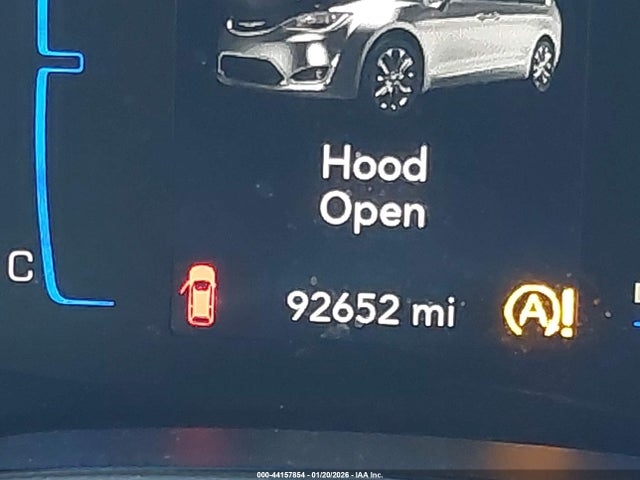 Hood
Open
C
92652 mi
A!
000-44157854 - 01/20/2026 - IAA Inc.